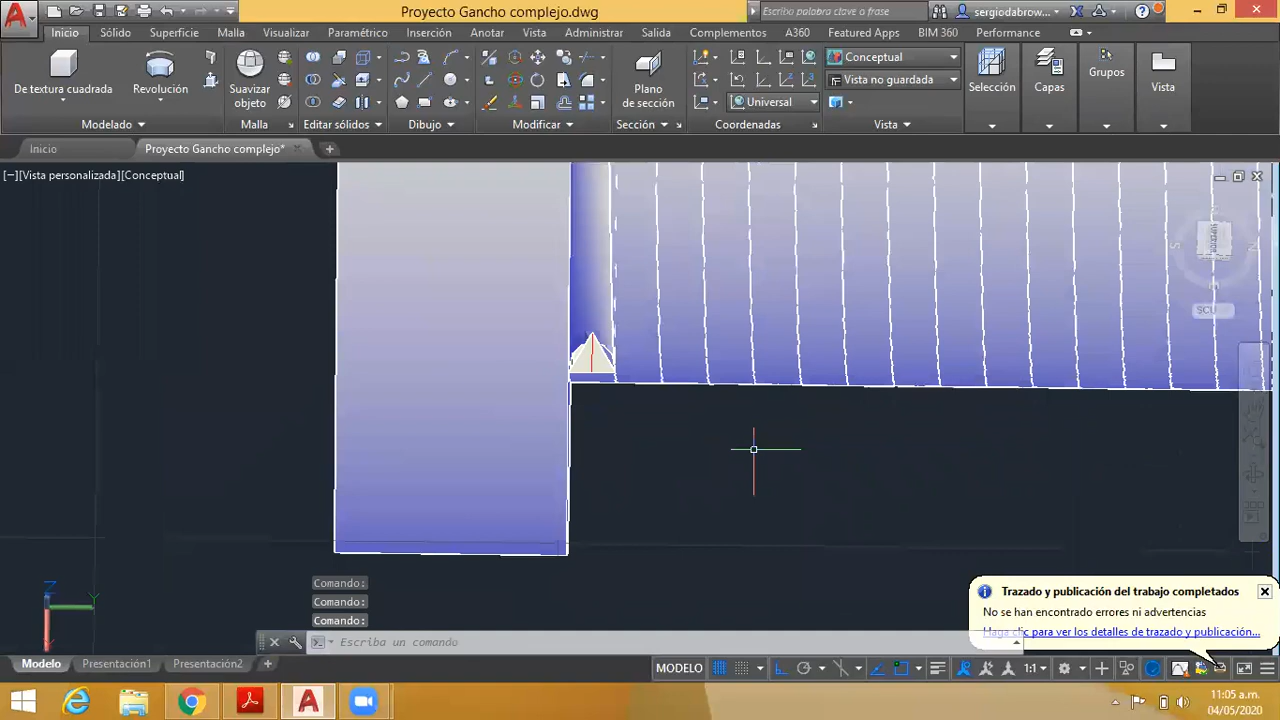 Proyecto Gancho complejo.dwg
Escribir palabra clave o frase
sergiodabrow...
Inicio Sólido Superficie Malla Visualizar Paramétrico Inserción Anotar Vista Administrar Salida Complementos A360 Featured Apps BIM 360 Performance
De textura cuadrada
Revolución
Suavizar objeto
Plano de sección
Conceptual
Vista no guardada
Universal
Selección
Capas
Grupos
Vista
Modelado Malla Editar sólidos Dibujo Modificar Sección Coordenadas Vista
Inicio Proyecto Gancho complejo*
[−][Vista personalizada][Conceptual]
SUPERIOR
N
S
SCU
Z
Y
Comando:
Comando:
Comando:
Escriba un comando
Trazado y publicación del trabajo completados
No se han encontrado errores ni advertencias
Haga clic para ver los detalles de trazado y publicación...
Modelo Presentación1 Presentación2
MODELO 1:1
11:05 a.m.
04/05/2020